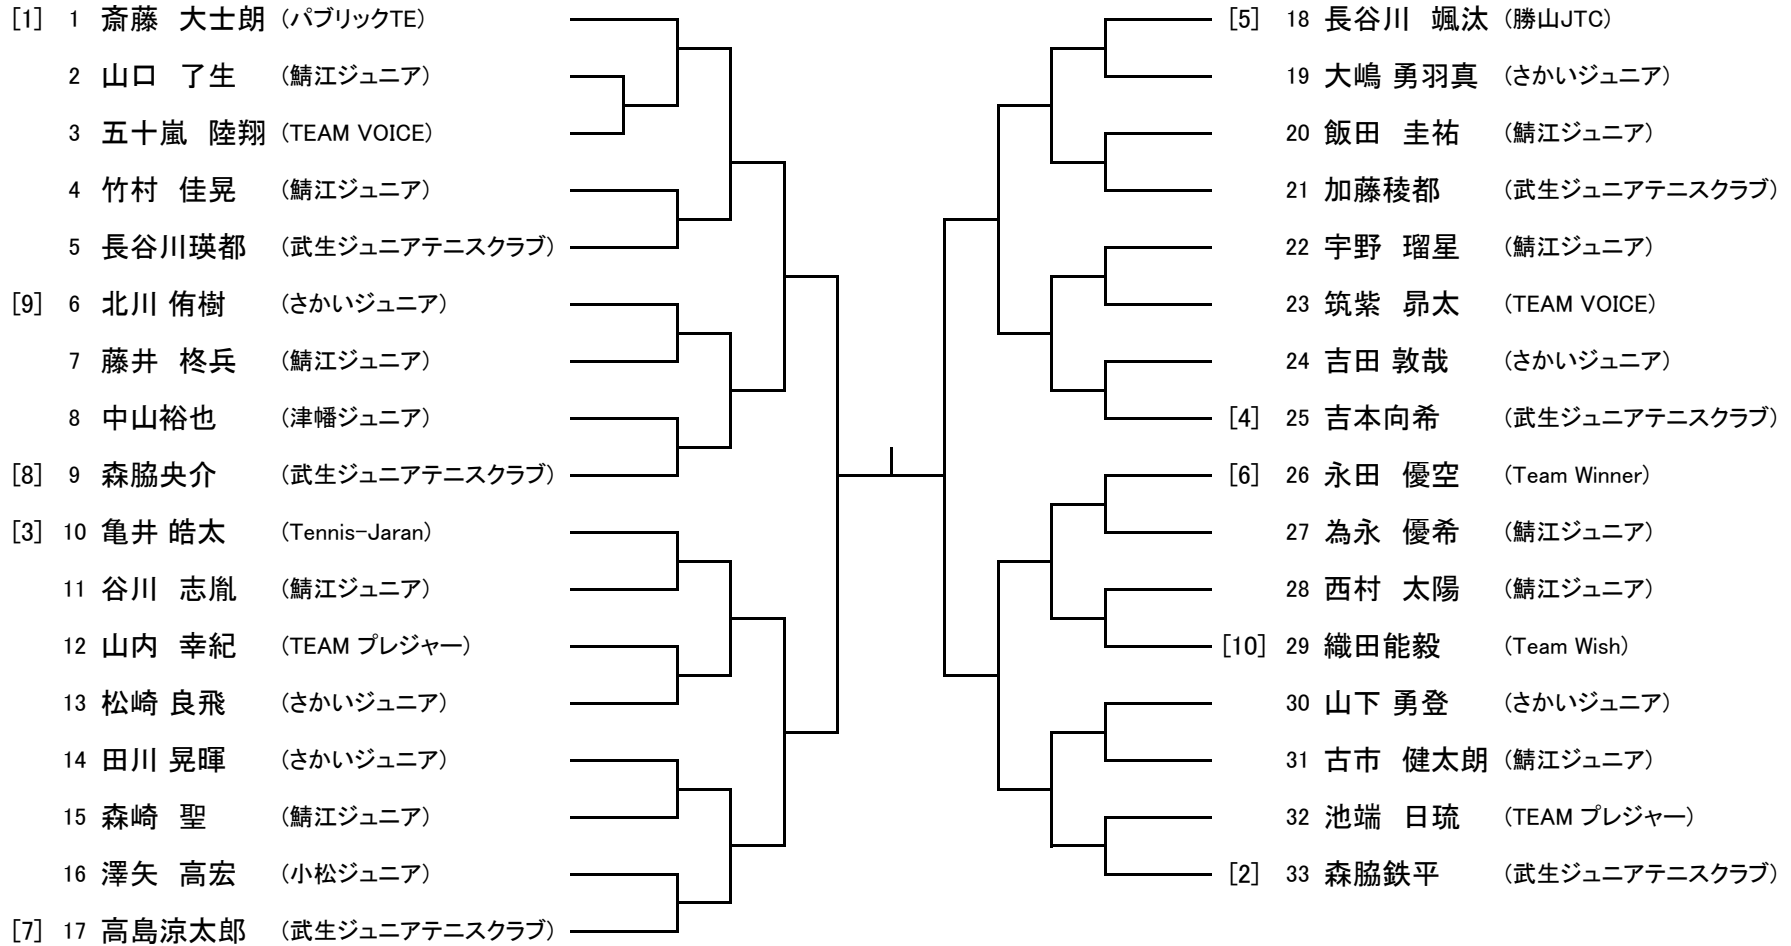 [1] 1 斎藤　大士朗 (パブリックTE)
2 山口　了生 (鯖江ジュニア)
3 五十嵐　陸翔 (TEAM VOICE)
4 竹村　佳晃 (鯖江ジュニア)
5 長谷川瑛都 (武生ジュニアテニスクラブ)
[9] 6 北川 侑樹 (さかいジュニア)
7 藤井　柊兵 (鯖江ジュニア)
8 中山裕也 (津幡ジュニア)
[8] 9 森脇央介 (武生ジュニアテニスクラブ)
[3] 10 亀井 皓太 (Tennis-Jaran)
11 谷川　志胤 (鯖江ジュニア)
12 山内　幸紀 (TEAM プレジャー)
13 松崎 良飛 (さかいジュニア)
14 田川 晃暉 (さかいジュニア)
15 森崎　聖 (鯖江ジュニア)
16 澤矢　高宏 (小松ジュニア)
[7] 17 高島涼太郎 (武生ジュニアテニスクラブ)
[5] 18 長谷川　颯汰 (勝山JTC)
19 大嶋 勇羽真 (さかいジュニア)
20 飯田　圭祐 (鯖江ジュニア)
21 加藤稜都 (武生ジュニアテニスクラブ)
22 宇野　瑠星 (鯖江ジュニア)
23 筑紫　昴太 (TEAM VOICE)
24 吉田 敦哉 (さかいジュニア)
[4] 25 吉本向希 (武生ジュニアテニスクラブ)
[6] 26 永田　優空 (Team Winner)
27 為永　優希 (鯖江ジュニア)
28 西村　太陽 (鯖江ジュニア)
[10] 29 織田能毅 (Team Wish)
30 山下 勇登 (さかいジュニア)
31 古市　健太朗 (鯖江ジュニア)
32 池端　日琉 (TEAM プレジャー)
[2] 33 森脇鉄平 (武生ジュニアテニスクラブ)